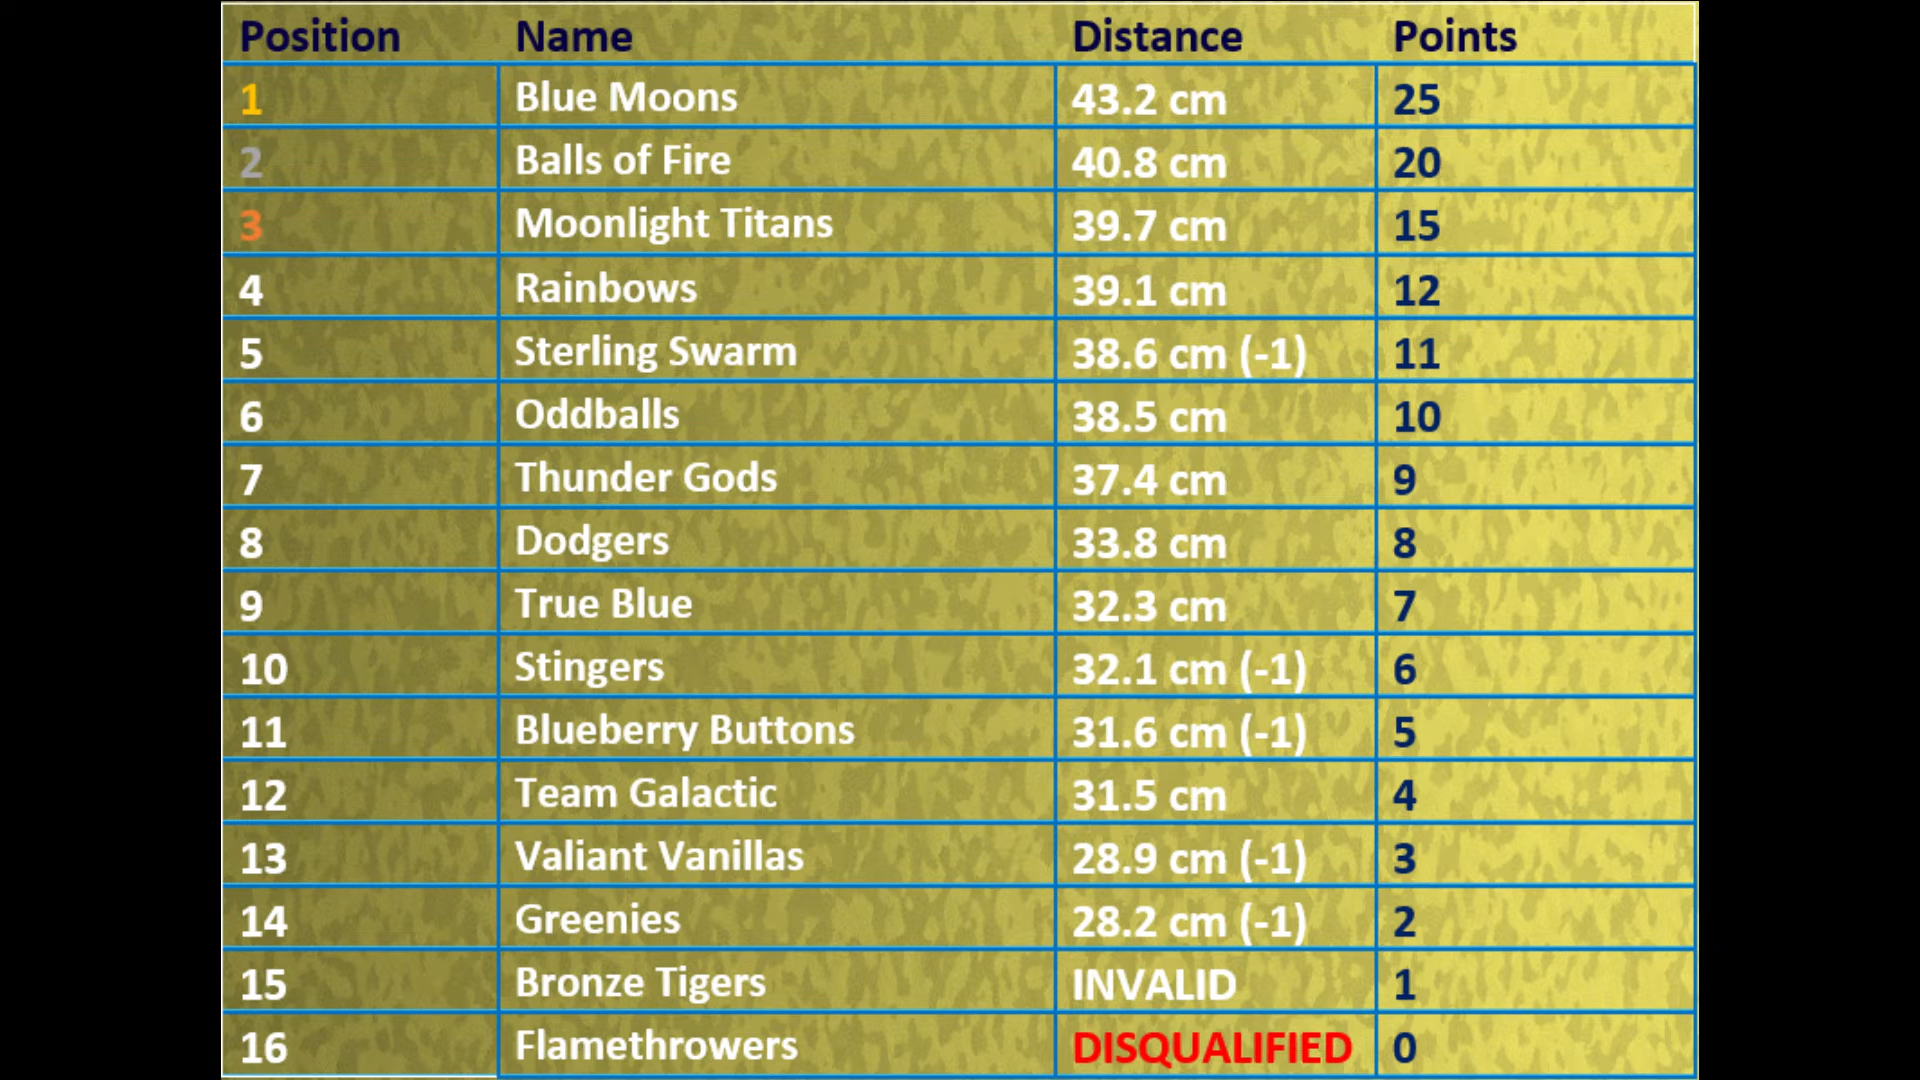 Position Name Distance Points
1 Blue Moons 43.2 cm 25
2 Balls of Fire 40.8 cm 20
3 Moonlight Titans 39.7 cm 15
4 Rainbows 39.1 cm 12
5 Sterling Swarm 38.6 cm (-1) 11
6 Oddballs 38.5 cm 10
7 Thunder Gods 37.4 cm 9
8 Dodgers 33.8 cm 8
9 True Blue 32.3 cm 7
10 Stingers 32.1 cm (-1) 6
11 Blueberry Buttons 31.6 cm (-1) 5
12 Team Galactic 31.5 cm 4
13 Valiant Vanillas 28.9 cm (-1) 3
14 Greenies 28.2 cm (-1) 2
15 Bronze Tigers INVALID 1
16 Flamethrowers DISQUALIFIED 0